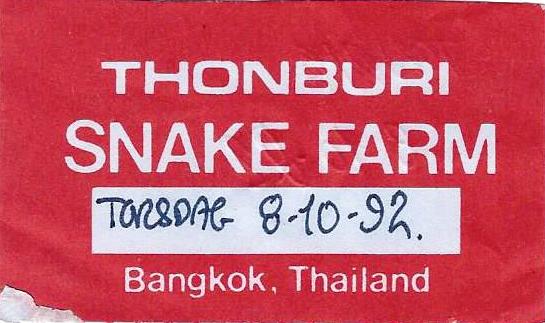 THONBURI
SNAKE FARM
TORSDAG 8-10-92.
Bangkok, Thailand